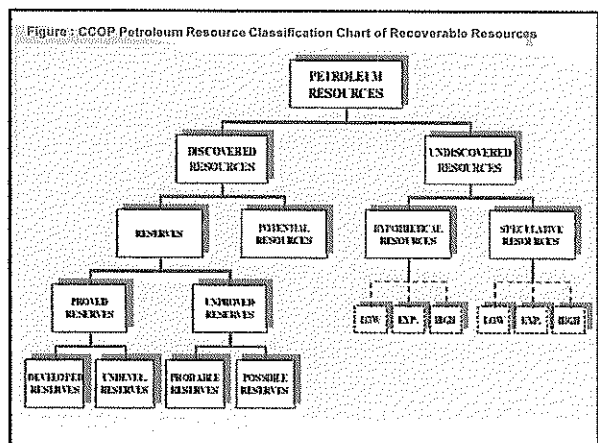 Figure : CCOP Petroleum Resource Classification Chart of Recoverable Resources
PETROLEUM
RESOURCES
DISCOVERED
RESOURCES
UNDISCOVERED
RESOURCES
RESERVES
POTENTIAL
RESOURCES
HYPOTHETICAL
RESOURCES
SPECULATIVE
RESOURCES
PROVED
RESERVES
UNPROVED
RESERVES
LOW
EXP.
HIGH
LOW
EXP.
HIGH
DEVELOPED
RESERVES
UNDEVEL.
RESERVES
PROBABLE
RESERVES
POSSIBLE
RESERVES